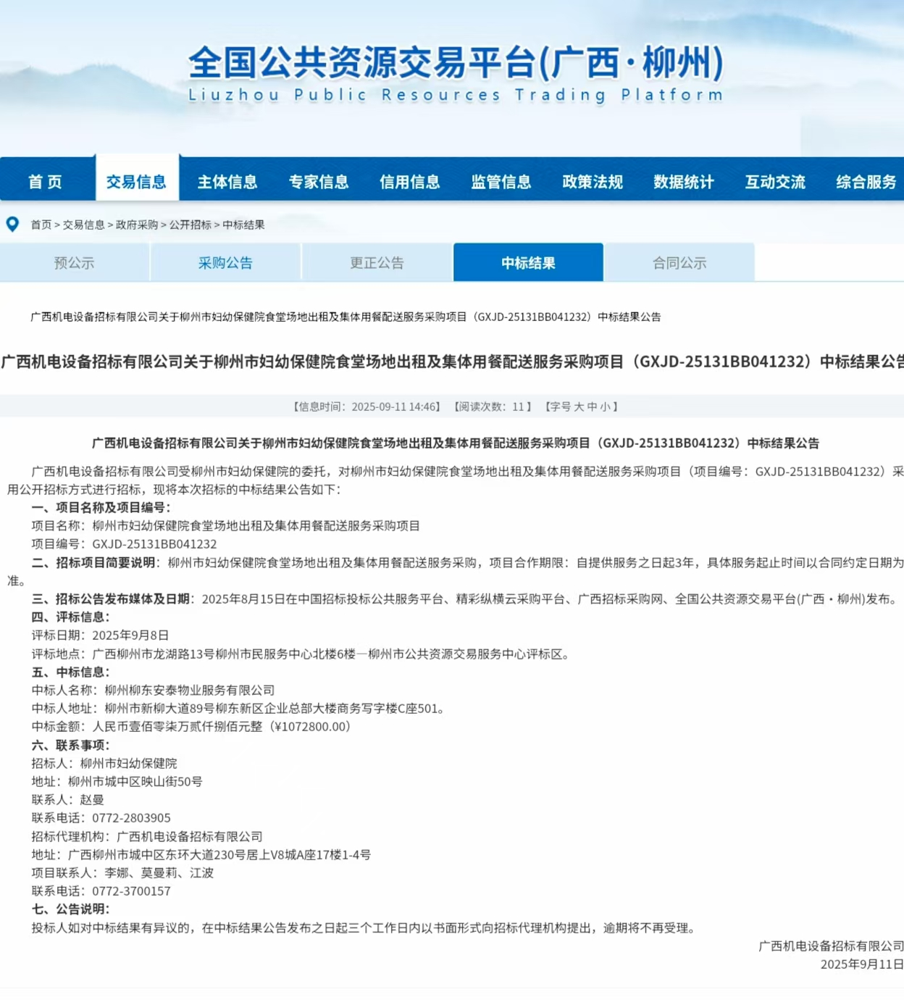 全国公共资源交易平台(广西·柳州)
Liuzhou Public Resources Trading Platform
首页 交易信息 主体信息 专家信息 信用信息 监管信息 政策法规 数据统计 互动交流 综合服务
首页 > 交易信息 > 政府采购 > 公开招标 > 中标结果
预公示 采购公告 更正公告 中标结果 合同公示
广西机电设备招标有限公司关于柳州市妇幼保健院食堂场地出租及集体用餐配送服务采购项目（GXJD-25131BB041232）中标结果公告
广西机电设备招标有限公司关于柳州市妇幼保健院食堂场地出租及集体用餐配送服务采购项目（GXJD-25131BB041232）中标结果公告
【信息时间：2025-09-11 14:46】 【阅读次数：11 】 【字号 大 中 小 】
广西机电设备招标有限公司关于柳州市妇幼保健院食堂场地出租及集体用餐配送服务采购项目（GXJD-25131BB041232）中标结果公告
广西机电设备招标有限公司受柳州市妇幼保健院的委托，对柳州市妇幼保健院食堂场地出租及集体用餐配送服务采购项目（项目编号：GXJD-25131BB041232）采
用公开招标方式进行招标，现将本次招标的中标结果公告如下：
一、项目名称及项目编号：
项目名称：柳州市妇幼保健院食堂场地出租及集体用餐配送服务采购项目
项目编号：GXJD-25131BB041232
二、招标项目简要说明：柳州市妇幼保健院食堂场地出租及集体用餐配送服务采购，项目合作期限：自提供服务之日起3年，具体服务起止时间以合同约定日期为
准。
三、招标公告发布媒体及日期：2025年8月15日在中国招标投标公共服务平台、精彩纵横云采购平台、广西招标采购网、全国公共资源交易平台(广西·柳州)发布。
四、评标信息：
评标日期：2025年9月8日
评标地点：广西柳州市龙湖路13号柳州市民服务中心北楼6楼—柳州市公共资源交易服务中心评标区。
五、中标信息：
中标人名称：柳州柳东安泰物业服务有限公司
中标人地址：柳州市新柳大道89号柳东新区企业总部大楼商务写字楼C座501。
中标金额：人民币壹佰零柒万贰仟捌佰元整（¥1072800.00）
六、联系事项：
招标人：柳州市妇幼保健院
地址：柳州市城中区映山街50号
联系人：赵曼
联系电话：0772-2803905
招标代理机构：广西机电设备招标有限公司
地址：广西柳州市城中区东环大道230号居上V8城A座17楼1-4号
项目联系人：李娜、莫曼莉、江波
联系电话：0772-3700157
七、公告说明：
投标人如对中标结果有异议的，在中标结果公告发布之日起三个工作日内以书面形式向招标代理机构提出，逾期将不再受理。
广西机电设备招标有限公司
2025年9月11日